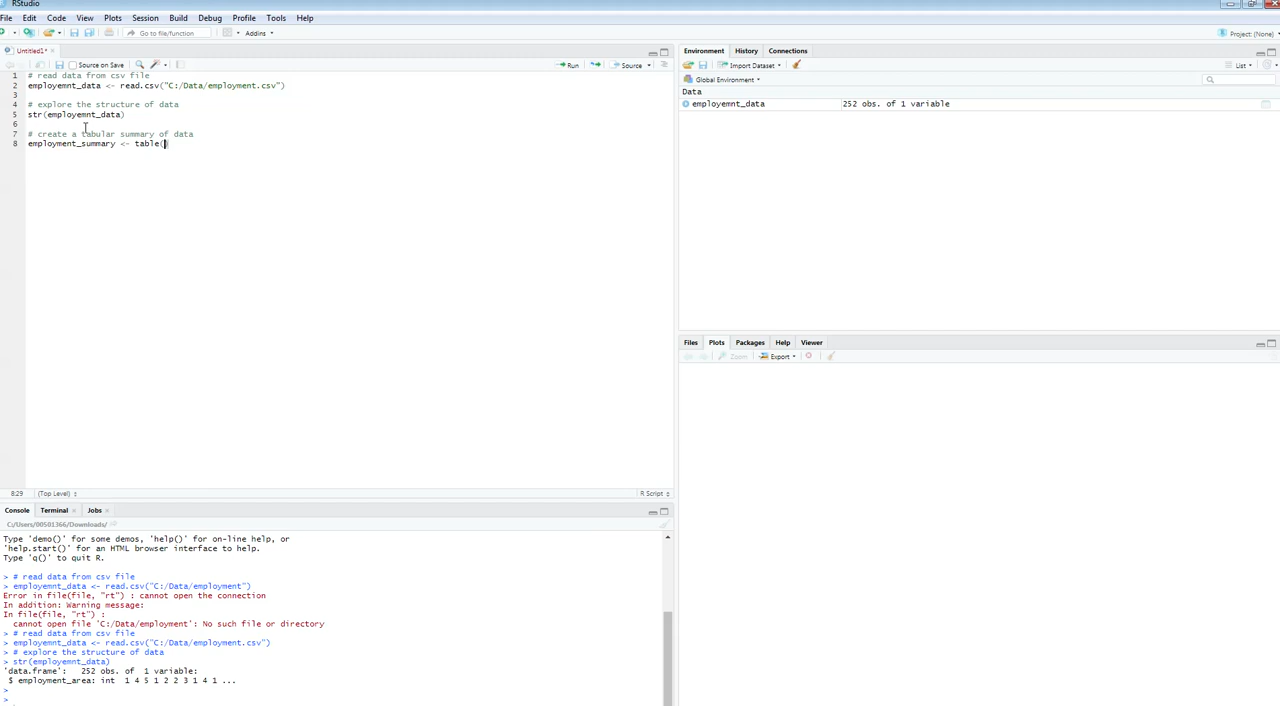 RStudio
File Edit Code View Plots Session Build Debug Profile Tools Help
Go to file/function Addins Project: (None)
Untitled1*
Source on Save Run Source
1 # read data from csv file
2 employemnt_data <- read.csv("C:/Data/employment.csv")
3
4 # explore the structure of data
5 str(employemnt_data)
6
7 # create a tabular summary of data
8 employment_summary <- table()
8:29 (Top Level) R Script
Console Terminal Jobs
C:/Users/00501366/Downloads/
Type 'demo()' for some demos, 'help()' for on-line help, or
'help.start()' for an HTML browser interface to help.
Type 'q()' to quit R.
> # read data from csv file
> employemnt_data <- read.csv("C:/Data/employment")
Error in file(file, "rt") : cannot open the connection
In addition: Warning message:
In file(file, "rt") :
cannot open file 'C:/Data/employment': No such file or directory
> # read data from csv file
> employemnt_data <- read.csv("C:/Data/employment.csv")
> # explore the structure of data
> str(employemnt_data)
'data.frame': 252 obs. of 1 variable:
$ employment_area: int 1 4 5 1 2 2 3 1 4 1 ...
>
>
Environment History Connections
Import Dataset List
Global Environment
Data
employemnt_data 252 obs. of 1 variable
Files Plots Packages Help Viewer
Zoom Export